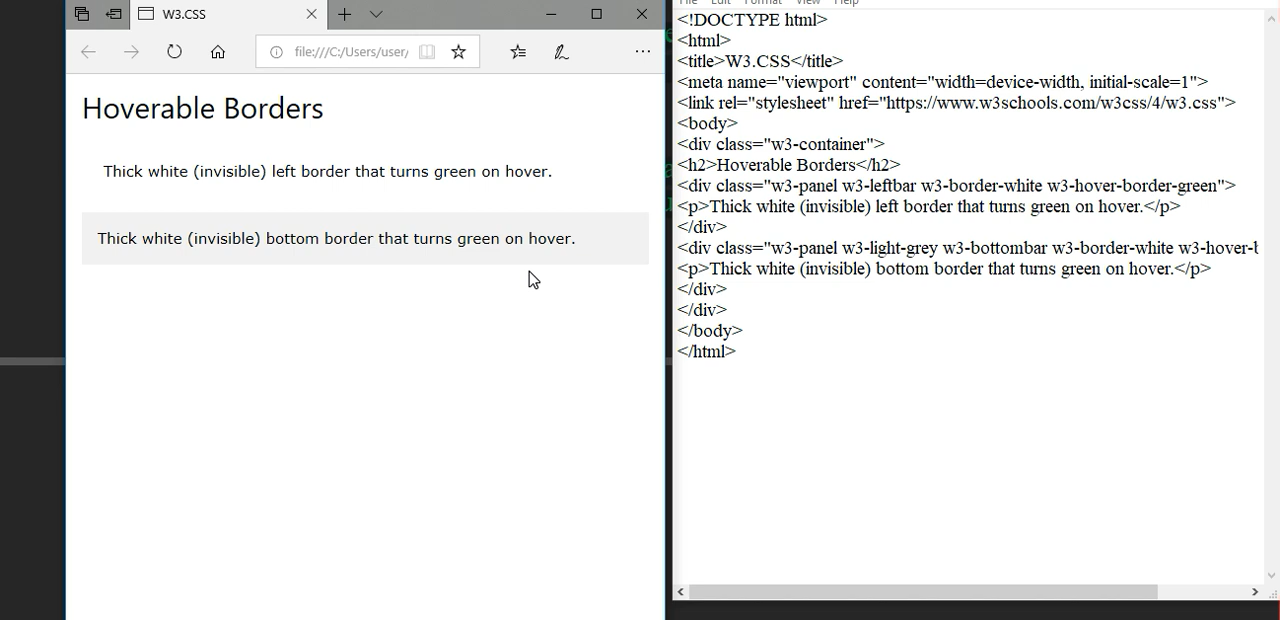 W3.CSS
file:///C:/Users/user/
Hoverable Borders
Thick white (invisible) left border that turns green on hover.
Thick white (invisible) bottom border that turns green on hover.
File Edit Format View Help
<!DOCTYPE html>
<html>
<title>W3.CSS</title>
<meta name="viewport" content="width=device-width, initial-scale=1">
<link rel="stylesheet" href="https://www.w3schools.com/w3css/4/w3.css">
<body>
<div class="w3-container">
<h2>Hoverable Borders</h2>
<div class="w3-panel w3-leftbar w3-border-white w3-hover-border-green">
<p>Thick white (invisible) left border that turns green on hover.</p>
</div>
<div class="w3-panel w3-light-grey w3-bottombar w3-border-white w3-hover-
<p>Thick white (invisible) bottom border that turns green on hover.</p>
</div>
</div>
</body>
</html>